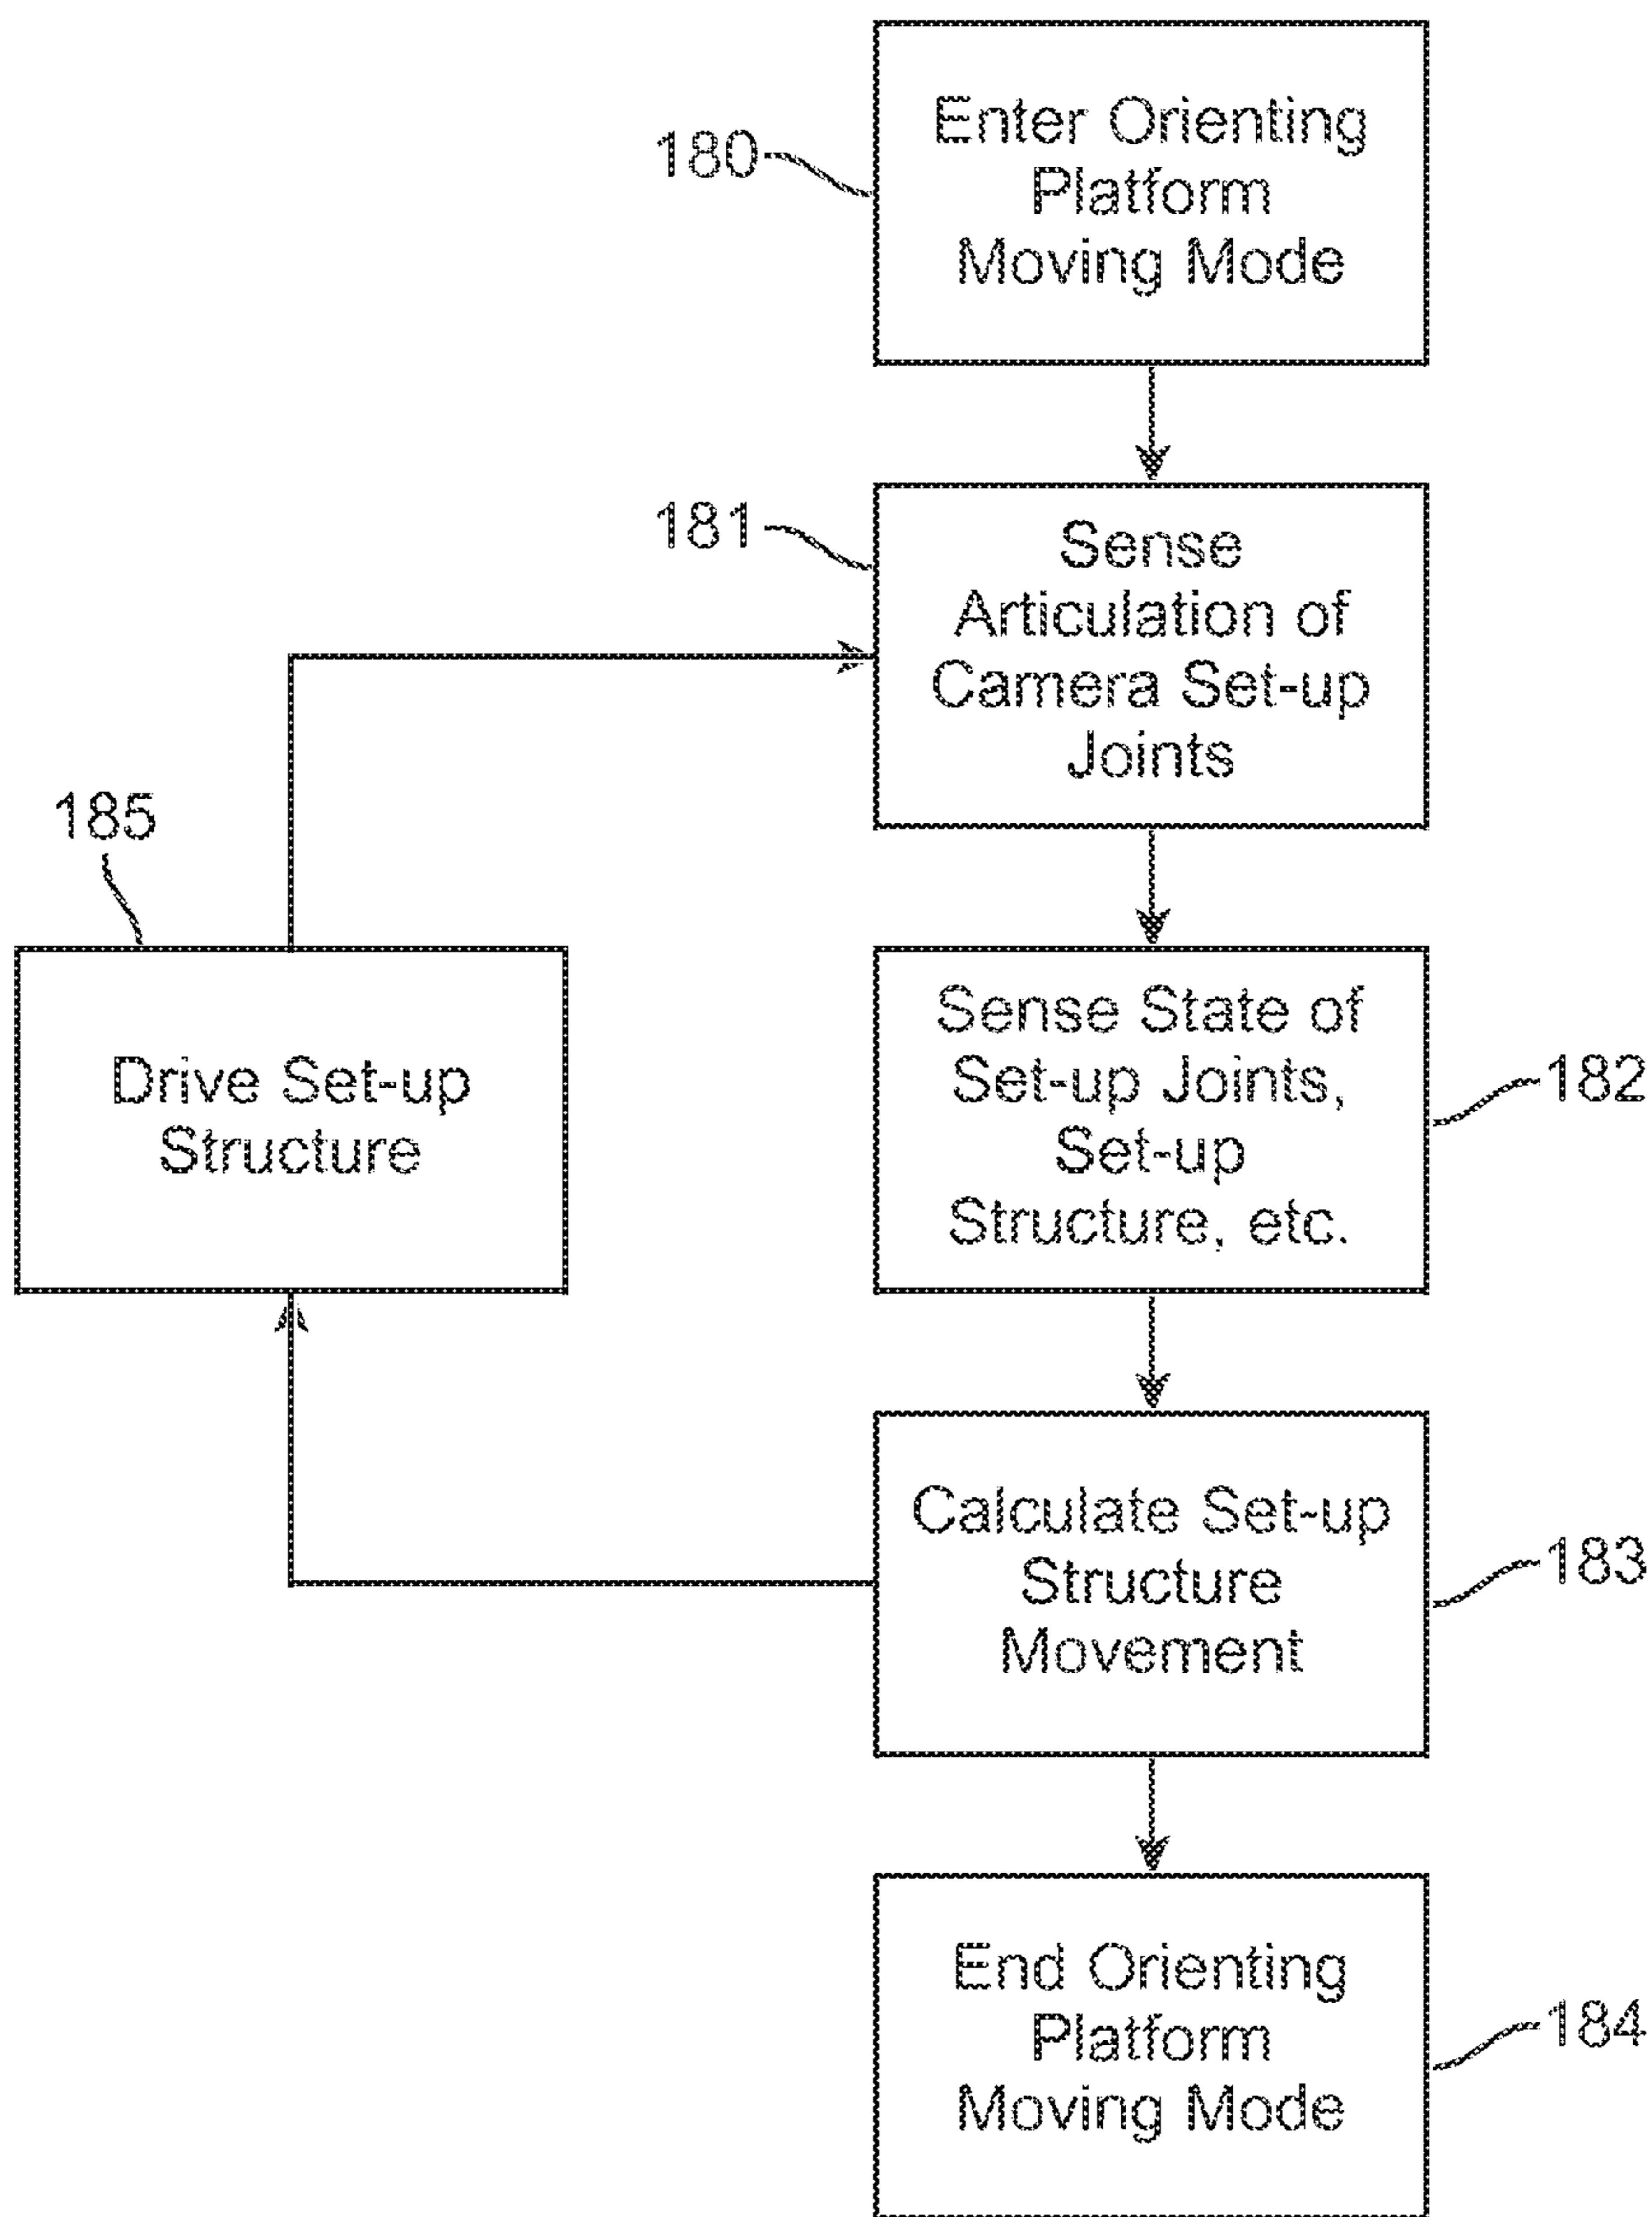 180
Enter Orienting
Platform
Moving Mode
181
Sense
Articulation of
Camera Set-up
Joints
185
Drive Set-up
Structure
Sense State of
Set-up Joints,
Set-up
Structure, etc.
182
Calculate Set-up
Structure
Movement
183
End Orienting
Platform
Moving Mode
184